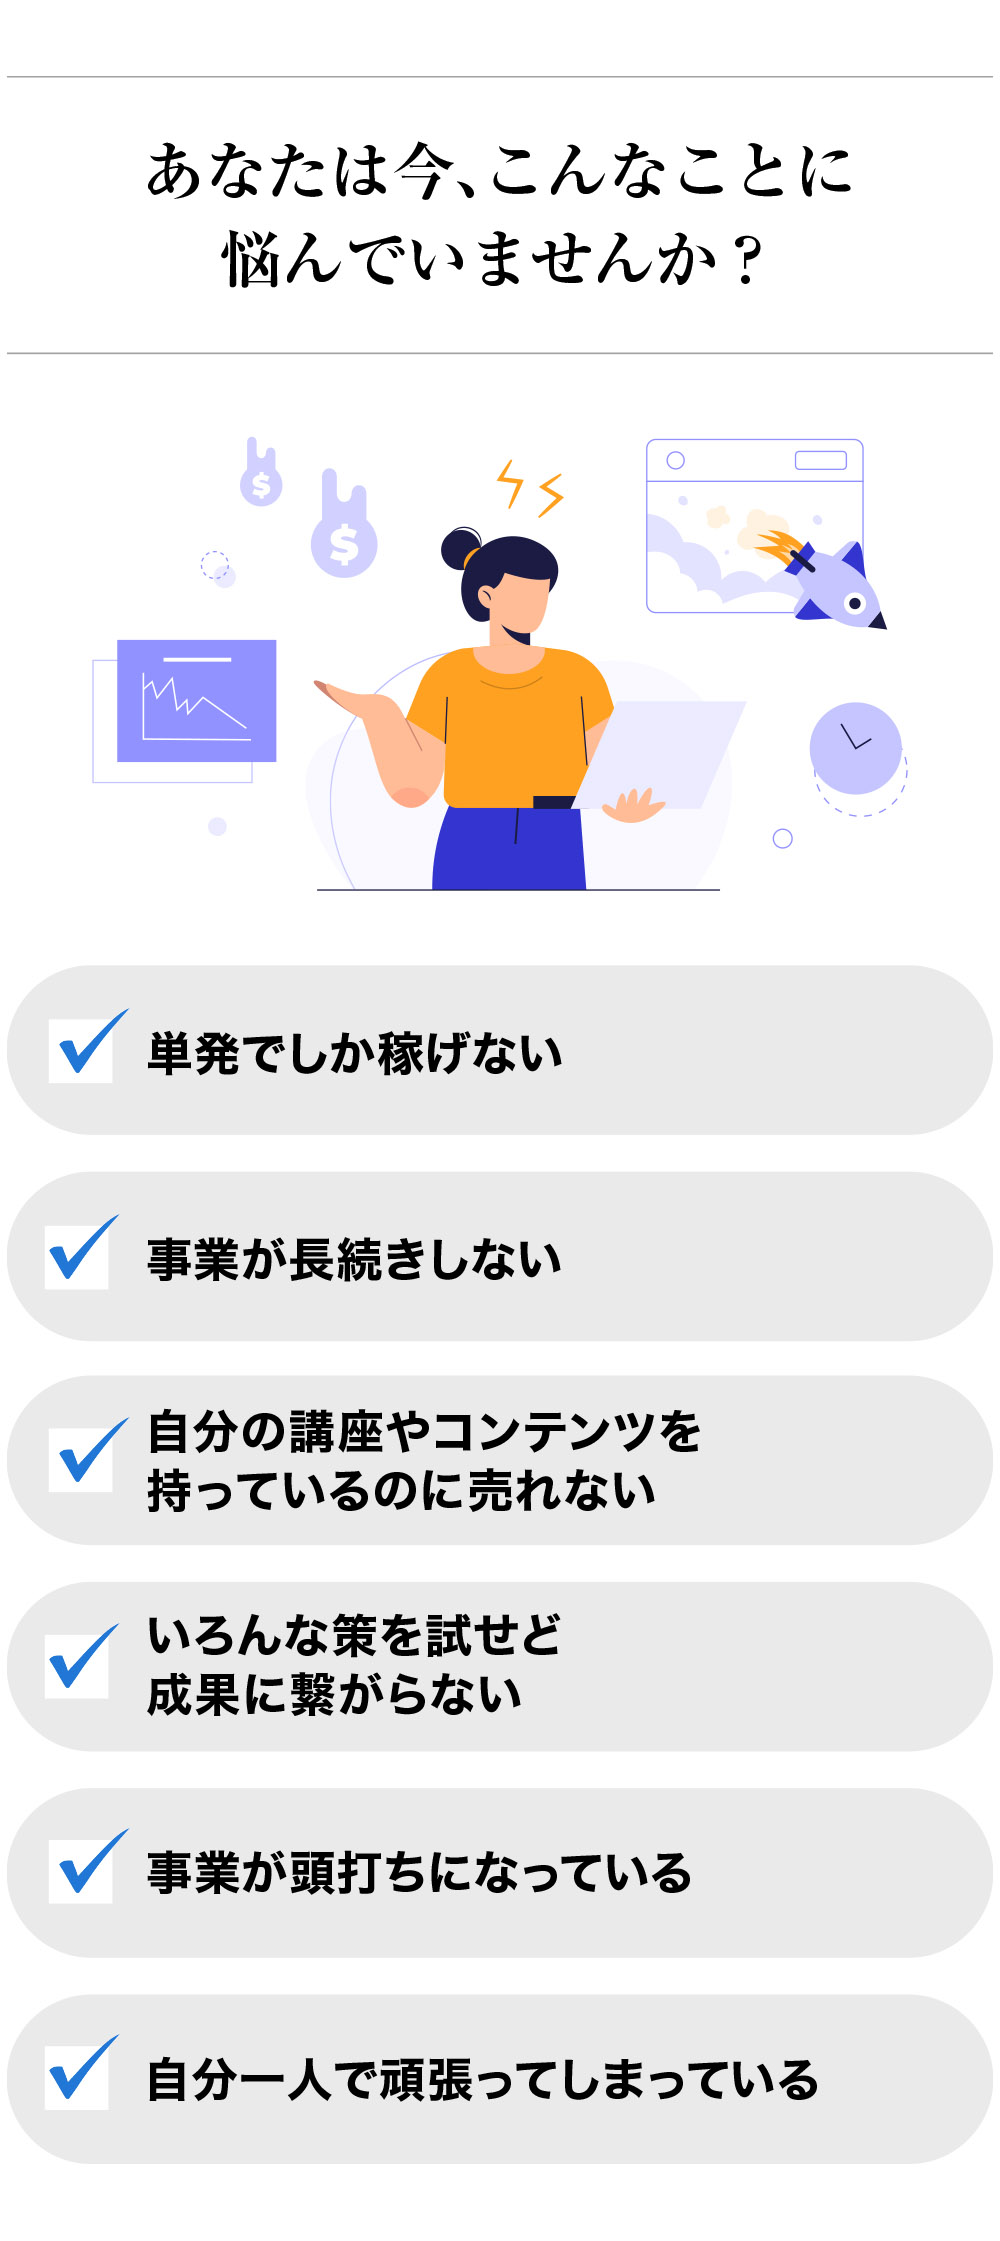 あなたは今、こんなことに
悩んでいませんか？
$
$
単発でしか稼げない
事業が長続きしない
自分の講座やコンテンツを
持っているのに売れない
いろんな策を試せど
成果に繋がらない
事業が頭打ちになっている
自分一人で頑張ってしまっている